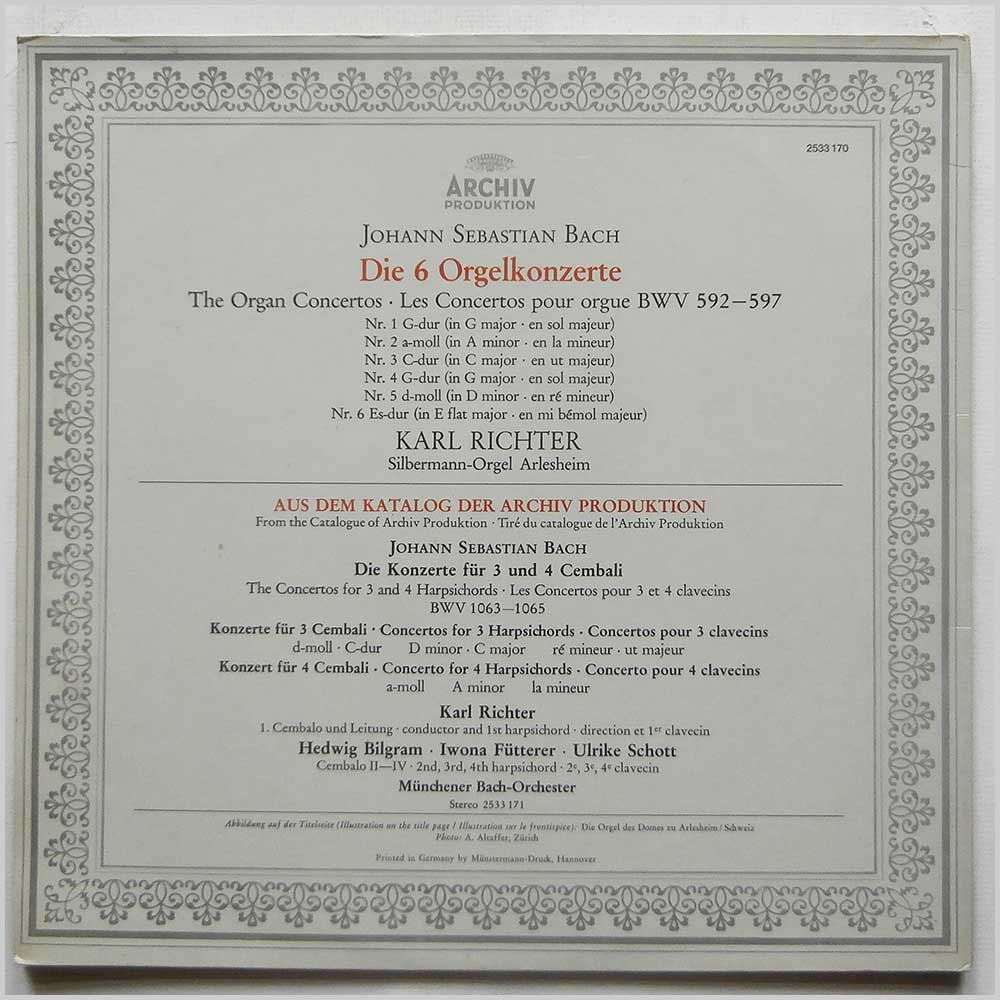 2533 170
ARCHIV
PRODUKTION
JOHANN SEBASTIAN BACH
Die 6 Orgelkonzerte
The Organ Concertos · Les Concertos pour orgue BWV 592–597
Nr. 1 G-dur (in G major · en sol majeur)
Nr. 2 a-moll (in A minor · en la mineur)
Nr. 3 C-dur (in C major · en ut majeur)
Nr. 4 G-dur (in G major · en sol majeur)
Nr. 5 d-moll (in D minor · en ré mineur)
Nr. 6 Es-dur (in E flat major · en mi bémol majeur)
KARL RICHTER
Silbermann-Orgel Arlesheim
AUS DEM KATALOG DER ARCHIV PRODUKTION
From the Catalogue of Archiv Produktion · Tiré du catalogue de l'Archiv Produktion
JOHANN SEBASTIAN BACH
Die Konzerte für 3 und 4 Cembali
The Concertos for 3 and 4 Harpsichords · Les Concertos pour 3 et 4 clavecins
BWV 1063–1065
Konzerte für 3 Cembali · Concertos for 3 Harpsichords · Concertos pour 3 clavecins
d-moll · C-dur D minor · C major ré mineur · ut majeur
Konzert für 4 Cembali · Concerto for 4 Harpsichords · Concerto pour 4 clavecins
a-moll A minor la mineur
Karl Richter
1. Cembalo und Leitung · conductor and 1st harpsichord · direction et 1er clavecin
Hedwig Bilgram · Iwona Fütterer · Ulrike Schott
Cembalo II—IV · 2nd, 3rd, 4th harpsichord · 2e, 3e, 4e clavecin
Münchener Bach-Orchester
Stereo 2533 171
Abbildung auf der Titelseite (Illustration on the title page / Illustration sur le frontispice): Die Orgel des Domes zu Arlesheim/Schweiz
Photo: A. Altaffer, Zürich
Printed in Germany by Münstermann-Druck, Hannover